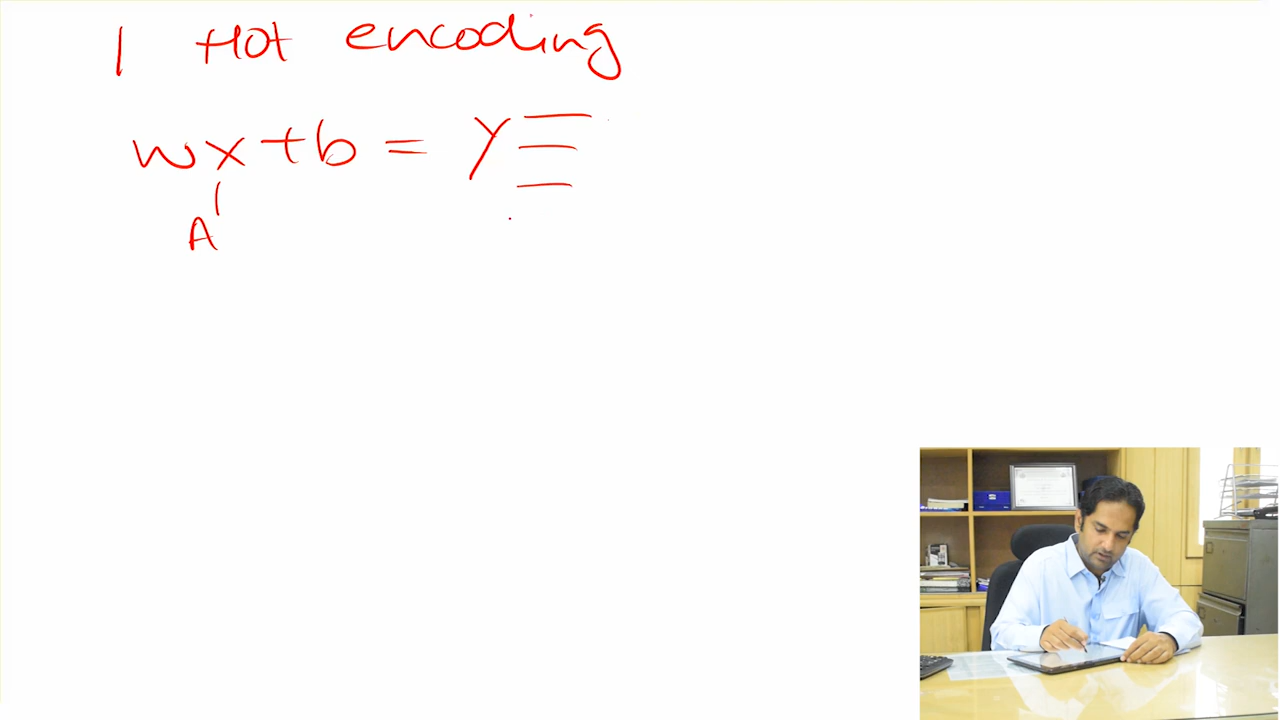 1 Hot encoding
wx+b = y
A